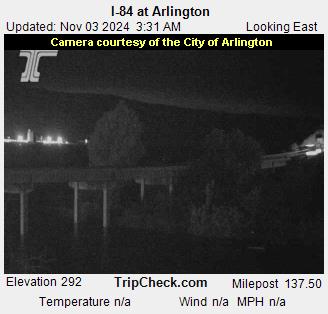 I-84 at Arlington
Updated: Nov 03 2024 3:31 AM Looking East
Camera courtesy of the City of Arlington
Elevation 292 TripCheck.com Milepost 137.50
Temperature n/a Wind n/a MPH n/a